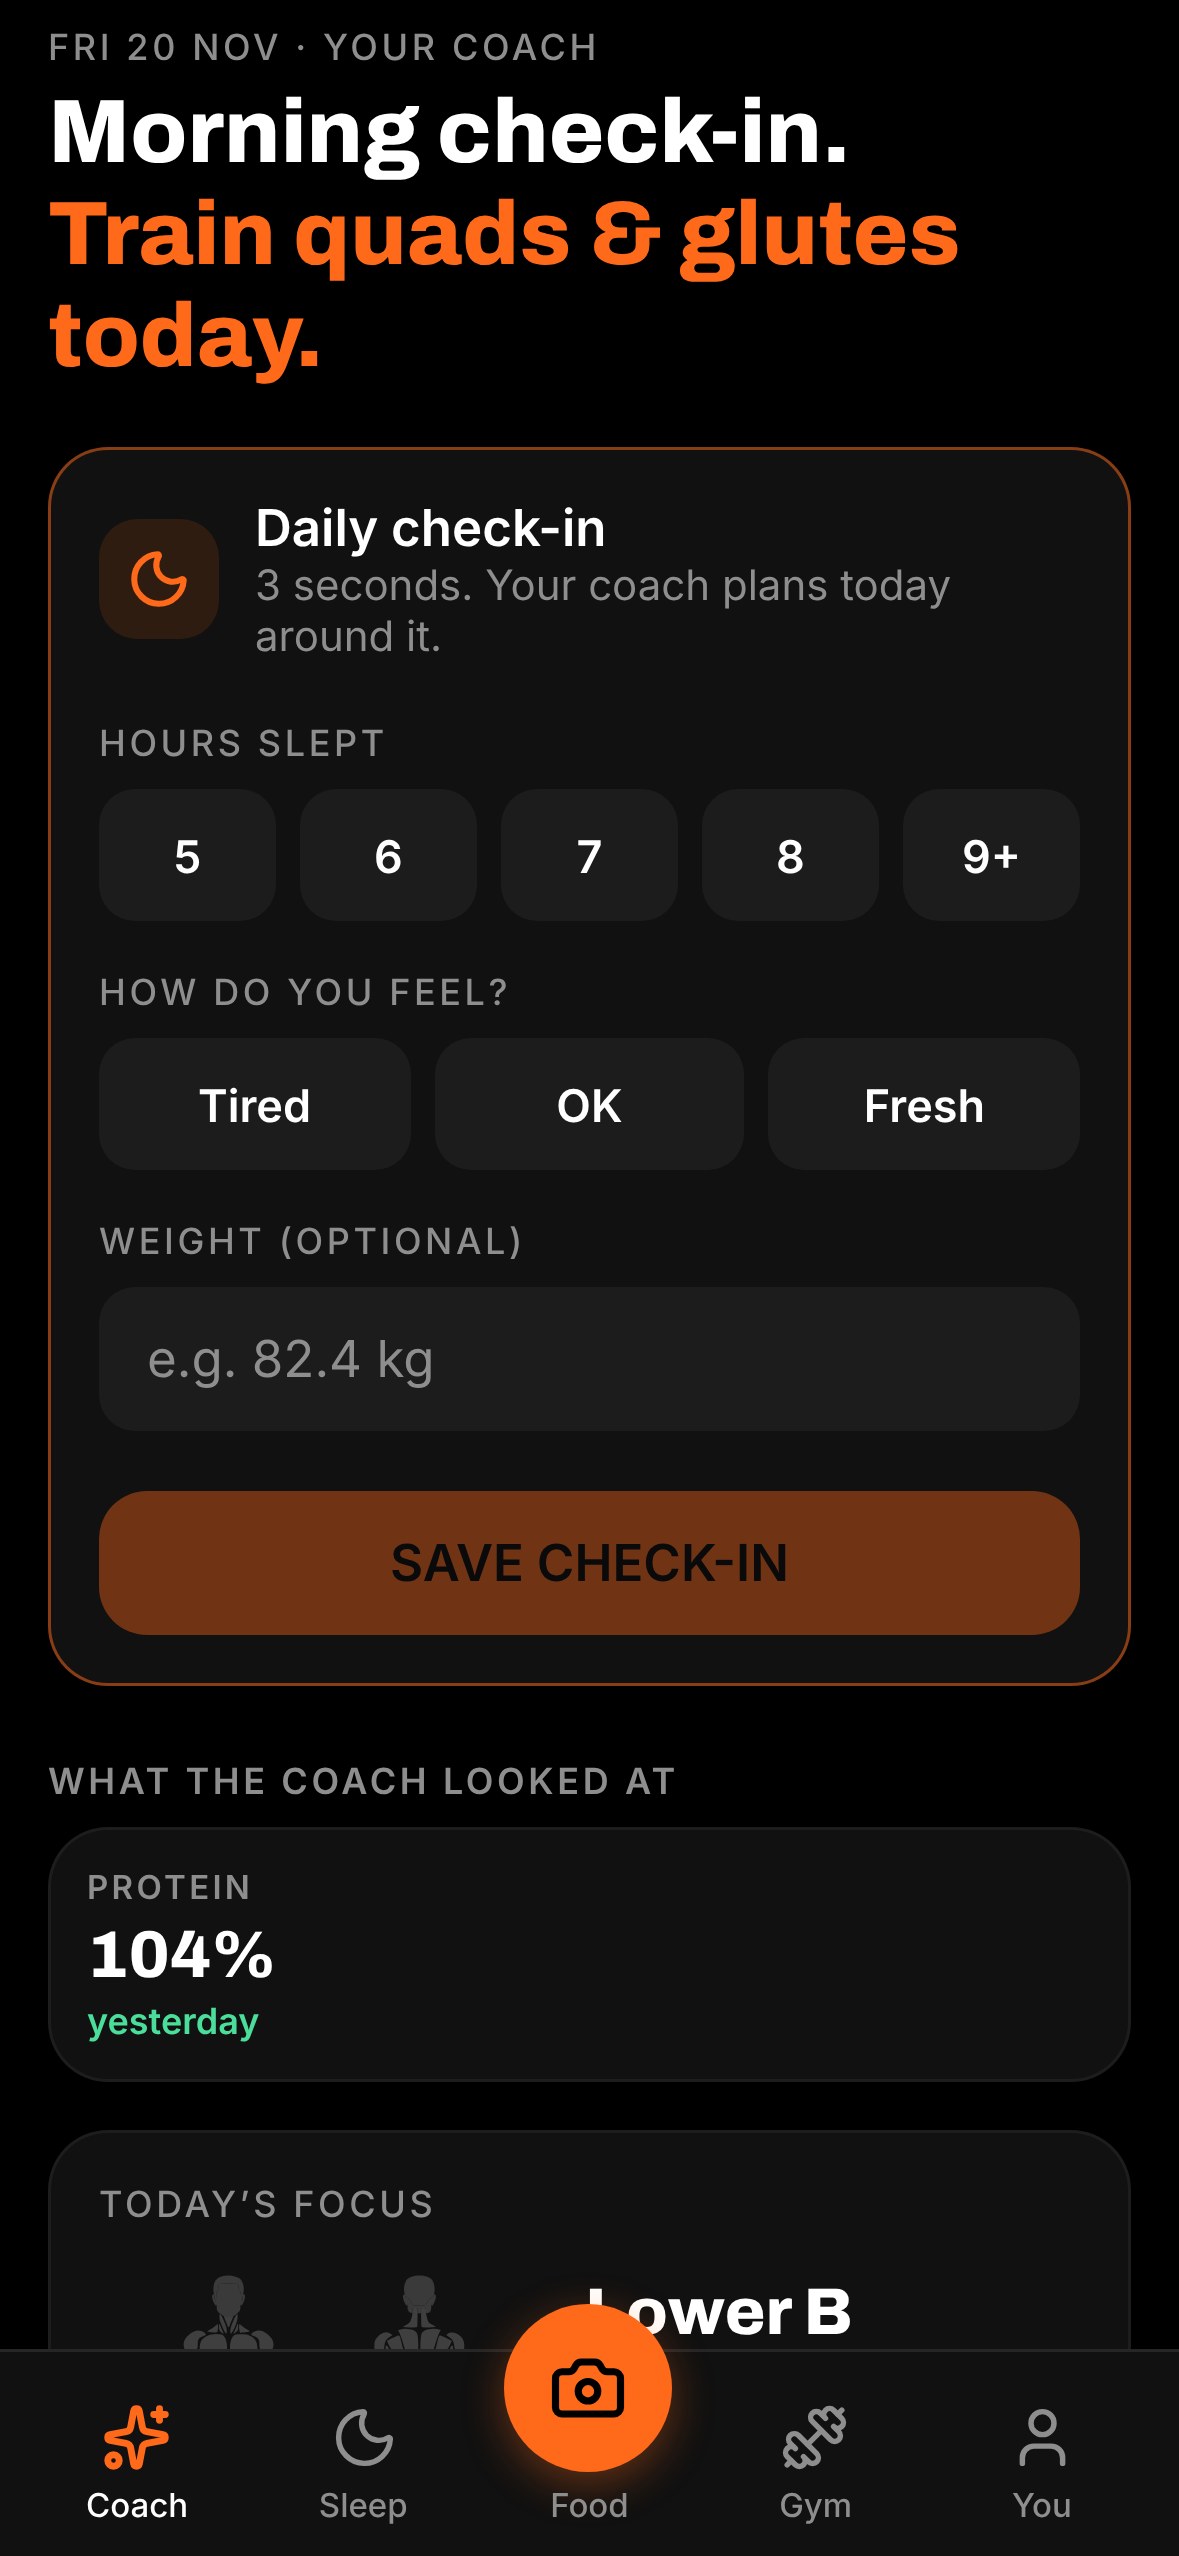 FRI 20 NOV · YOUR COACH
Morning check-in.
Train quads & glutes
today.
Daily check-in
3 seconds. Your coach plans today
around it.
HOURS SLEPT
5 6 7 8 9+
HOW DO YOU FEEL?
Tired OK Fresh
WEIGHT (OPTIONAL)
e.g. 82.4 kg
SAVE CHECK-IN
WHAT THE COACH LOOKED AT
PROTEIN
104%
yesterday
TODAY’S FOCUS
Lower B
Coach Sleep Food Gym You